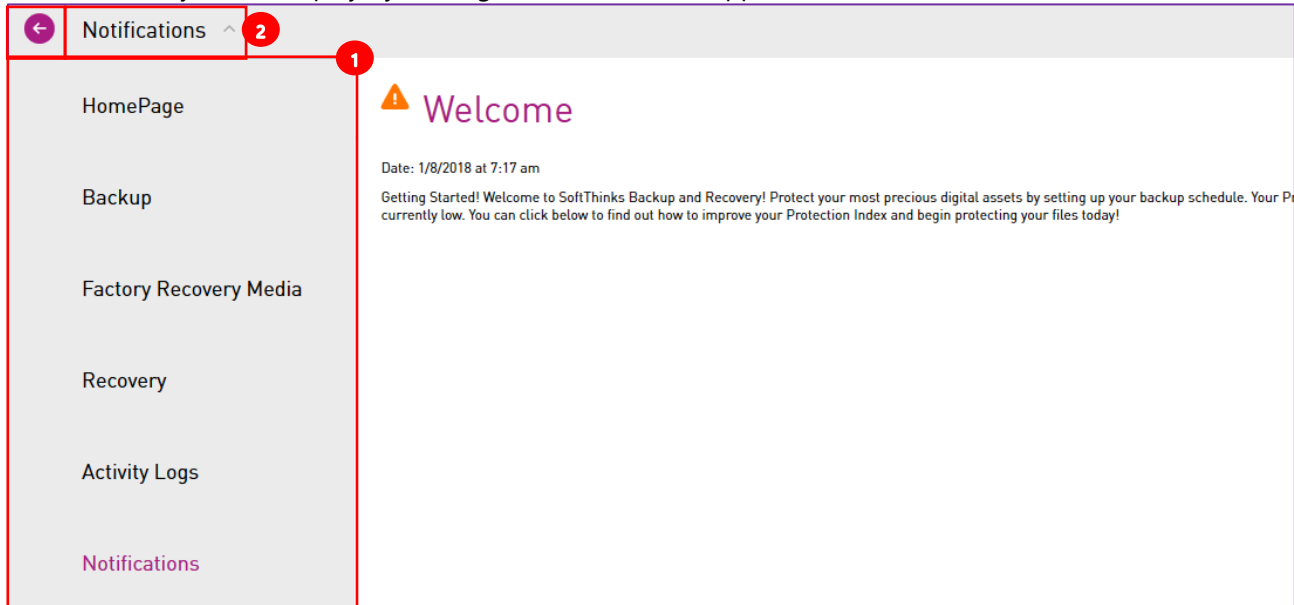 Notifications
2
1
HomePage
Welcome
Date: 1/8/2018 at 7:17 am
Backup
Getting Started! Welcome to SoftThinks Backup and Recovery! Protect your most precious digital assets by setting up your backup schedule. Your
currently low. You can click below to find out how to improve your Protection Index and begin protecting your files today!
Factory Recovery Media
Recovery
Activity Logs
Notifications